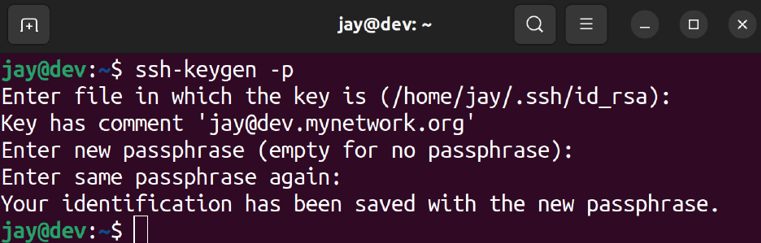 jay@dev: ~
jay@dev:~$ ssh-keygen -p
Enter file in which the key is (/home/jay/.ssh/id_rsa):
Key has comment 'jay@dev.mynetwork.org'
Enter new passphrase (empty for no passphrase):
Enter same passphrase again:
Your identification has been saved with the new passphrase.
jay@dev:~$